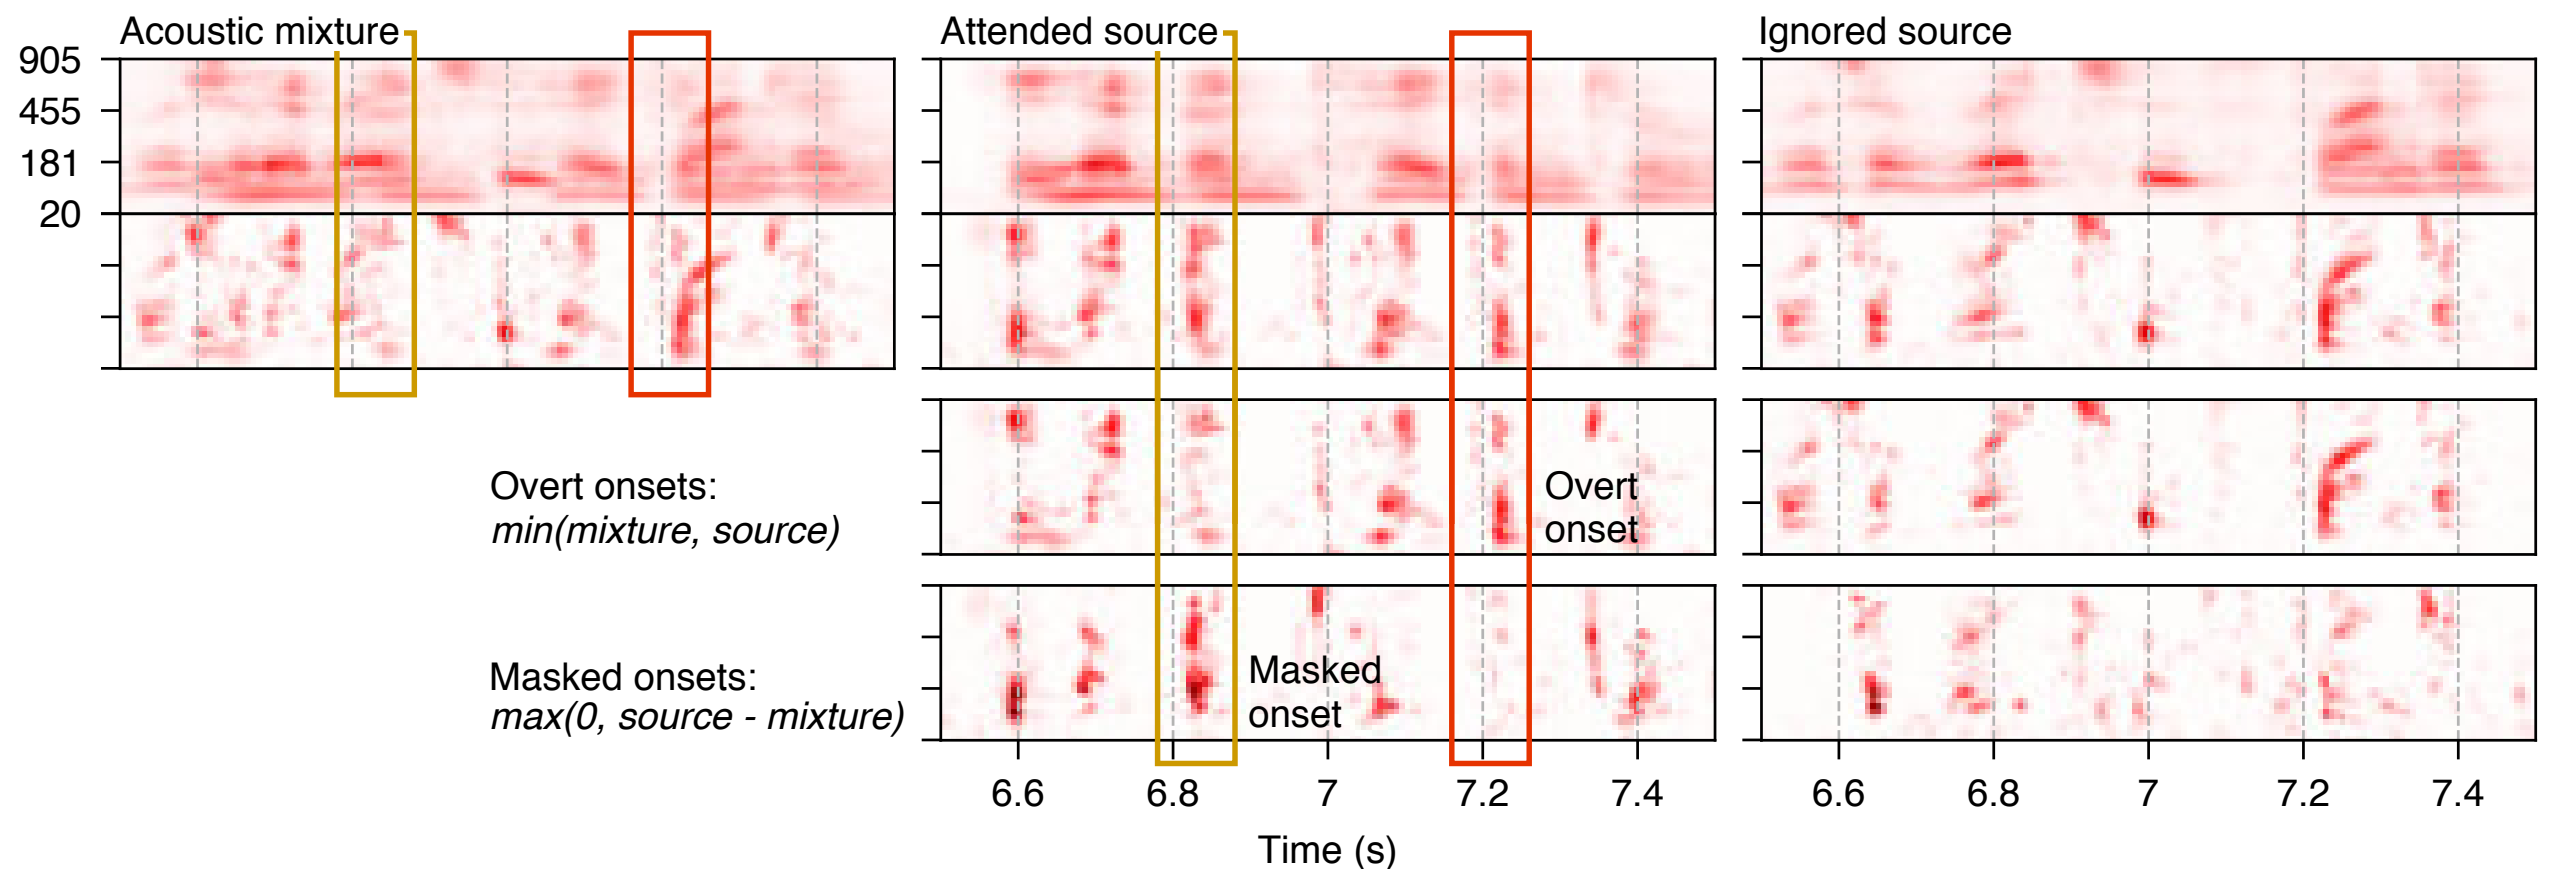 Acoustic mixture
Attended source
Ignored source
905
455
181
20
Overt onsets:
min(mixture, source)
Overt
onset
Masked onsets:
max(0, source - mixture)
Masked
onset
6.6 6.8 7 7.2 7.4
6.6 6.8 7 7.2 7.4
Time (s)